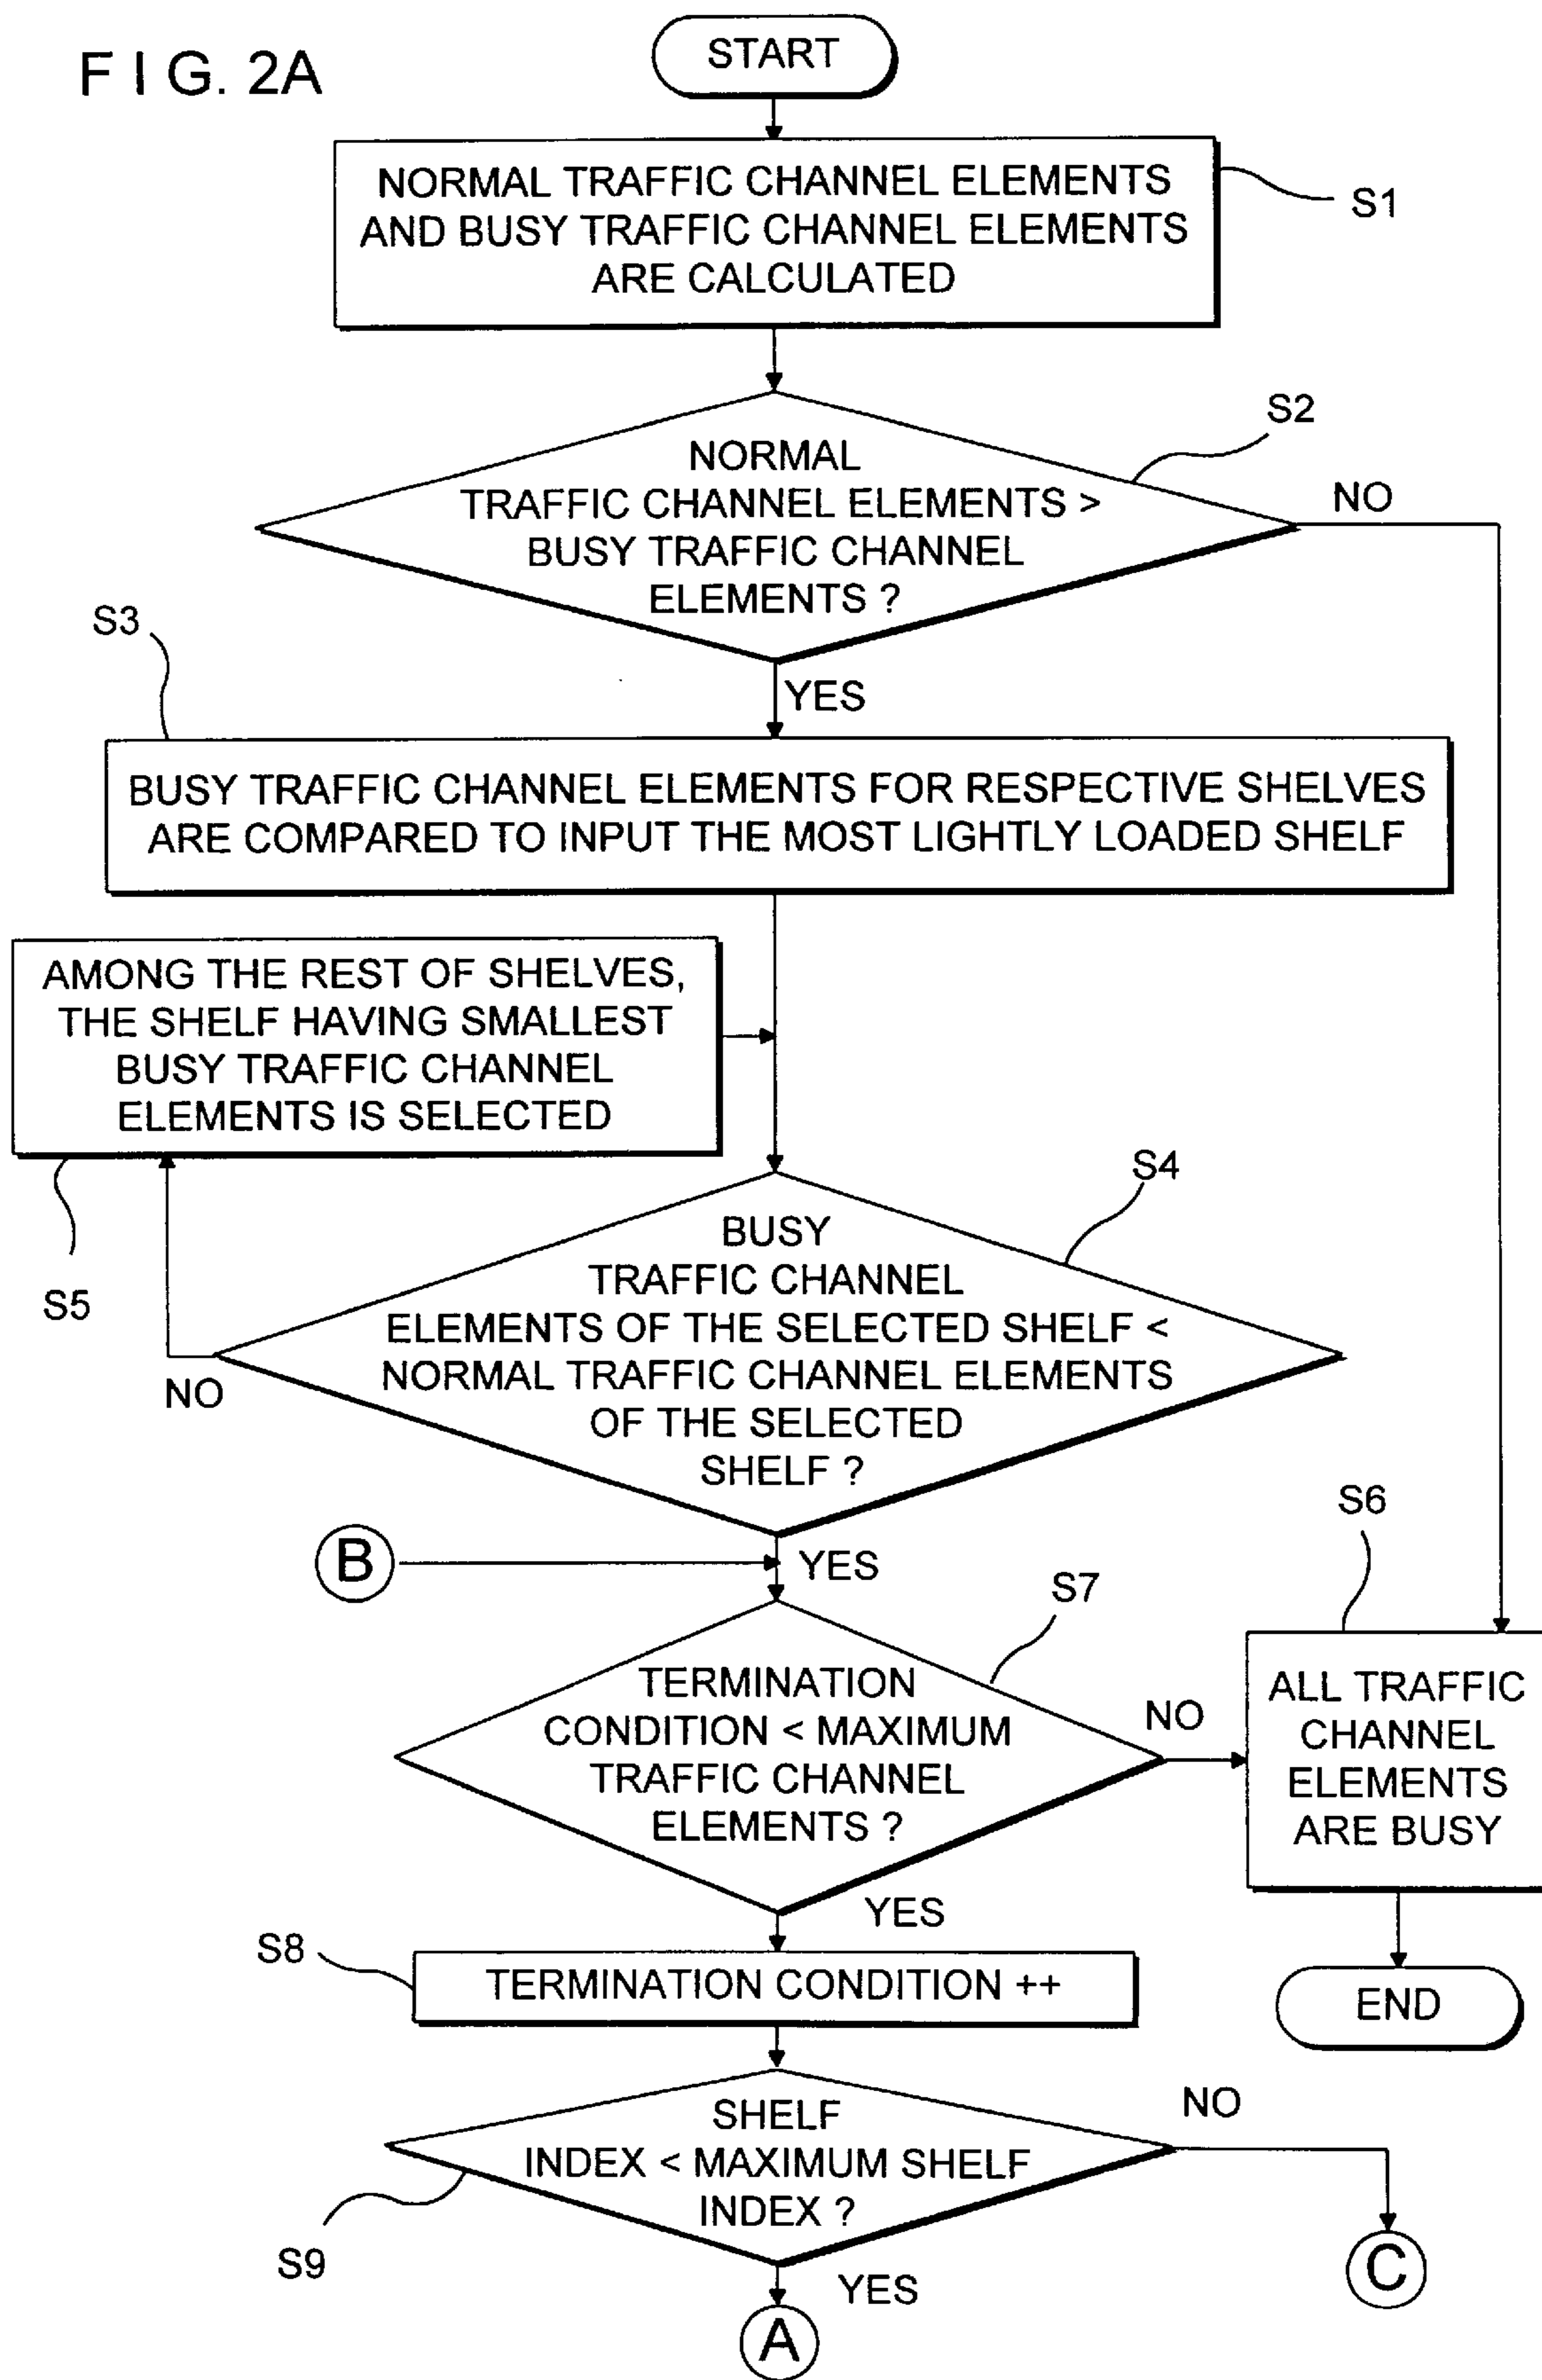 FIG. 2A
START
NORMAL TRAFFIC CHANNEL ELEMENTS
AND BUSY TRAFFIC CHANNEL ELEMENTS
ARE CALCULATED
S1
S2
NORMAL
TRAFFIC CHANNEL ELEMENTS >
BUSY TRAFFIC CHANNEL
ELEMENTS ?
NO
S3
YES
BUSY TRAFFIC CHANNEL ELEMENTS FOR RESPECTIVE SHELVES
ARE COMPARED TO INPUT THE MOST LIGHTLY LOADED SHELF
AMONG THE REST OF SHELVES,
THE SHELF HAVING SMALLEST
BUSY TRAFFIC CHANNEL
ELEMENTS IS SELECTED
S5
S4
BUSY
TRAFFIC CHANNEL
ELEMENTS OF THE SELECTED SHELF <
NORMAL TRAFFIC CHANNEL ELEMENTS
OF THE SELECTED
SHELF ?
NO
B
YES
S7
S6
TERMINATION
CONDITION < MAXIMUM
TRAFFIC CHANNEL
ELEMENTS ?
NO
ALL TRAFFIC
CHANNEL
ELEMENTS
ARE BUSY
YES
S8
TERMINATION CONDITION ++
END
SHELF
INDEX < MAXIMUM SHELF
INDEX ?
NO
S9
YES
C
A